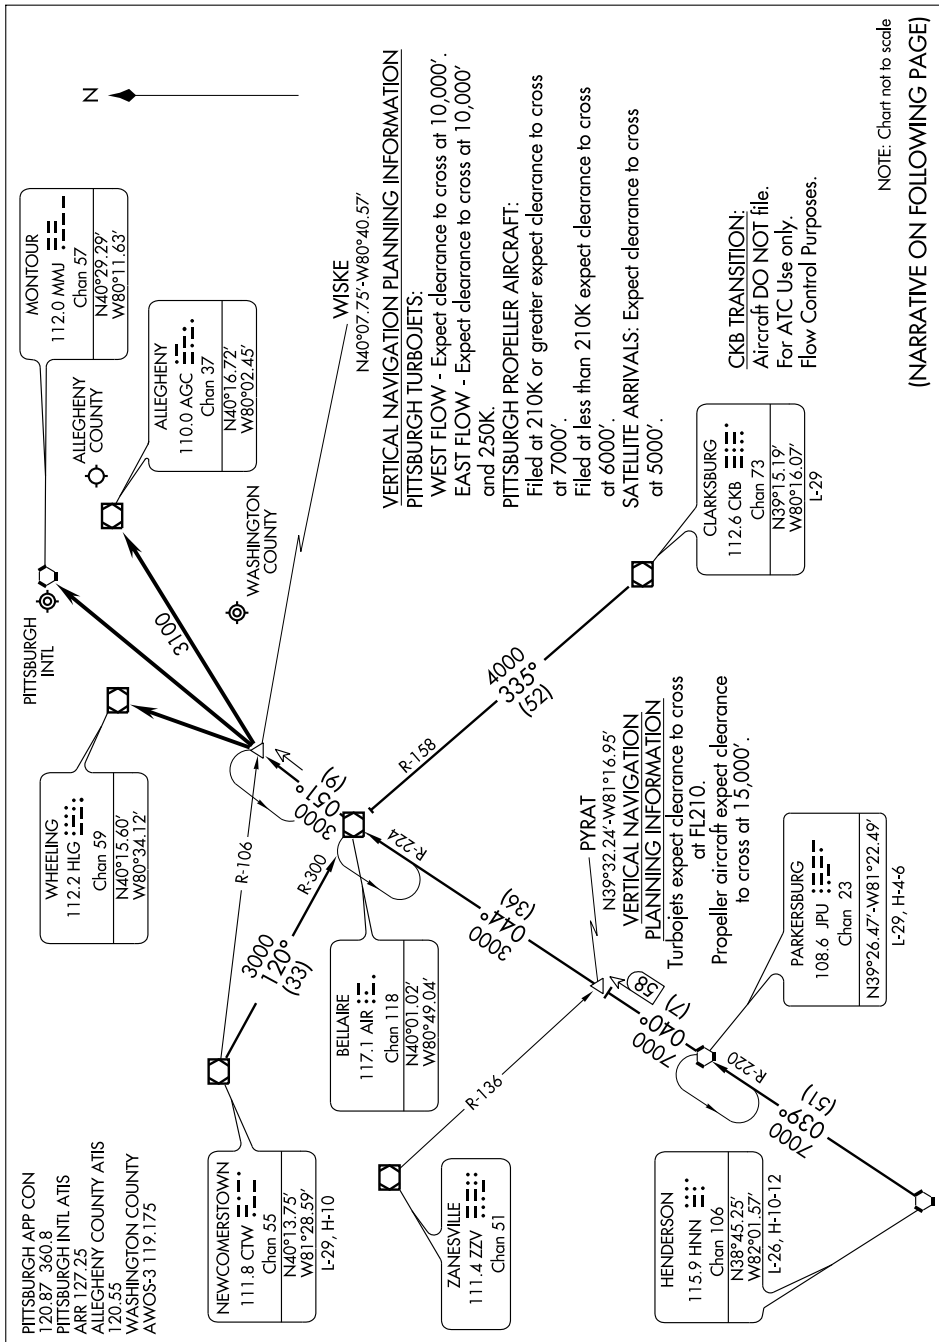 PITTSBURGH APP CON
120.87 360.8
PITTSBURGH INTL ATIS
ARR 127.25
ALLEGHENY COUNTY ATIS
120.55
WASHINGTON COUNTY
AWOS-3 119.175
N
MONTOUR
112.0 MMU
Chan 57
N40°29.29'
W80°11.63'
PITTSBURGH
INTL
ALLEGHENY
COUNTY
ALLEGHENY
110.0 AGC
Chan 37
N40°16.72'
W80°02.45'
WHEELING
112.2 HLG
Chan 59
N40°15.60'
W80°34.12'
3100
WASHINGTON
COUNTY
WISKE
N40°07.75'-W80°40.57'
R-106
NEWCOMERSTOWN
111.8 CTW
Chan 55
N40°13.75'
W81°28.59'
L-29, H-10
3000
120°
(33)
R-300
3000
051°
(9)
BELLAIRE
117.1 AIR
Chan 118
N40°01.02'
W80°49.04'
R-158
4000
335°
(52)
R-224
3000
044°
(36)
ZANESVILLE
111.4 ZZV
Chan 51
R-136
PYRAT
N39°32.24'-W81°16.95'
VERTICAL NAVIGATION
PLANNING INFORMATION
Turbojets expect clearance to cross
at FL210.
Propeller aircraft expect clearance
to cross at 15,000'.
58
7000
040°
(7)
PARKERSBURG
108.6 JPU
Chan 23
N39°26.47'-W81°22.49'
L-29, H-4-6
R-220
7000
039°
(51)
HENDERSON
115.9 HNN
Chan 106
N38°45.25'
W82°01.57'
L-26, H-10-12
CLARKSBURG
112.6 CKB
Chan 73
N39°15.19'
W80°16.07'
L-29
VERTICAL NAVIGATION PLANNING INFORMATION
PITTSBURGH TURBOJETS:
WEST FLOW - Expect clearance to cross at 10,000'.
EAST FLOW - Expect clearance to cross at 10,000'
and 250K.
PITTSBURGH PROPELLER AIRCRAFT:
Filed at 210K or greater expect clearance to cross
at 7000'.
Filed at less than 210K expect clearance to cross
at 6000'.
SATELLITE ARRIVALS: Expect clearance to cross
at 5000'.
CKB TRANSITION:
Aircraft DO NOT file.
For ATC Use only.
Flow Control Purposes.
NOTE: Chart not to scale
(NARRATIVE ON FOLLOWING PAGE)